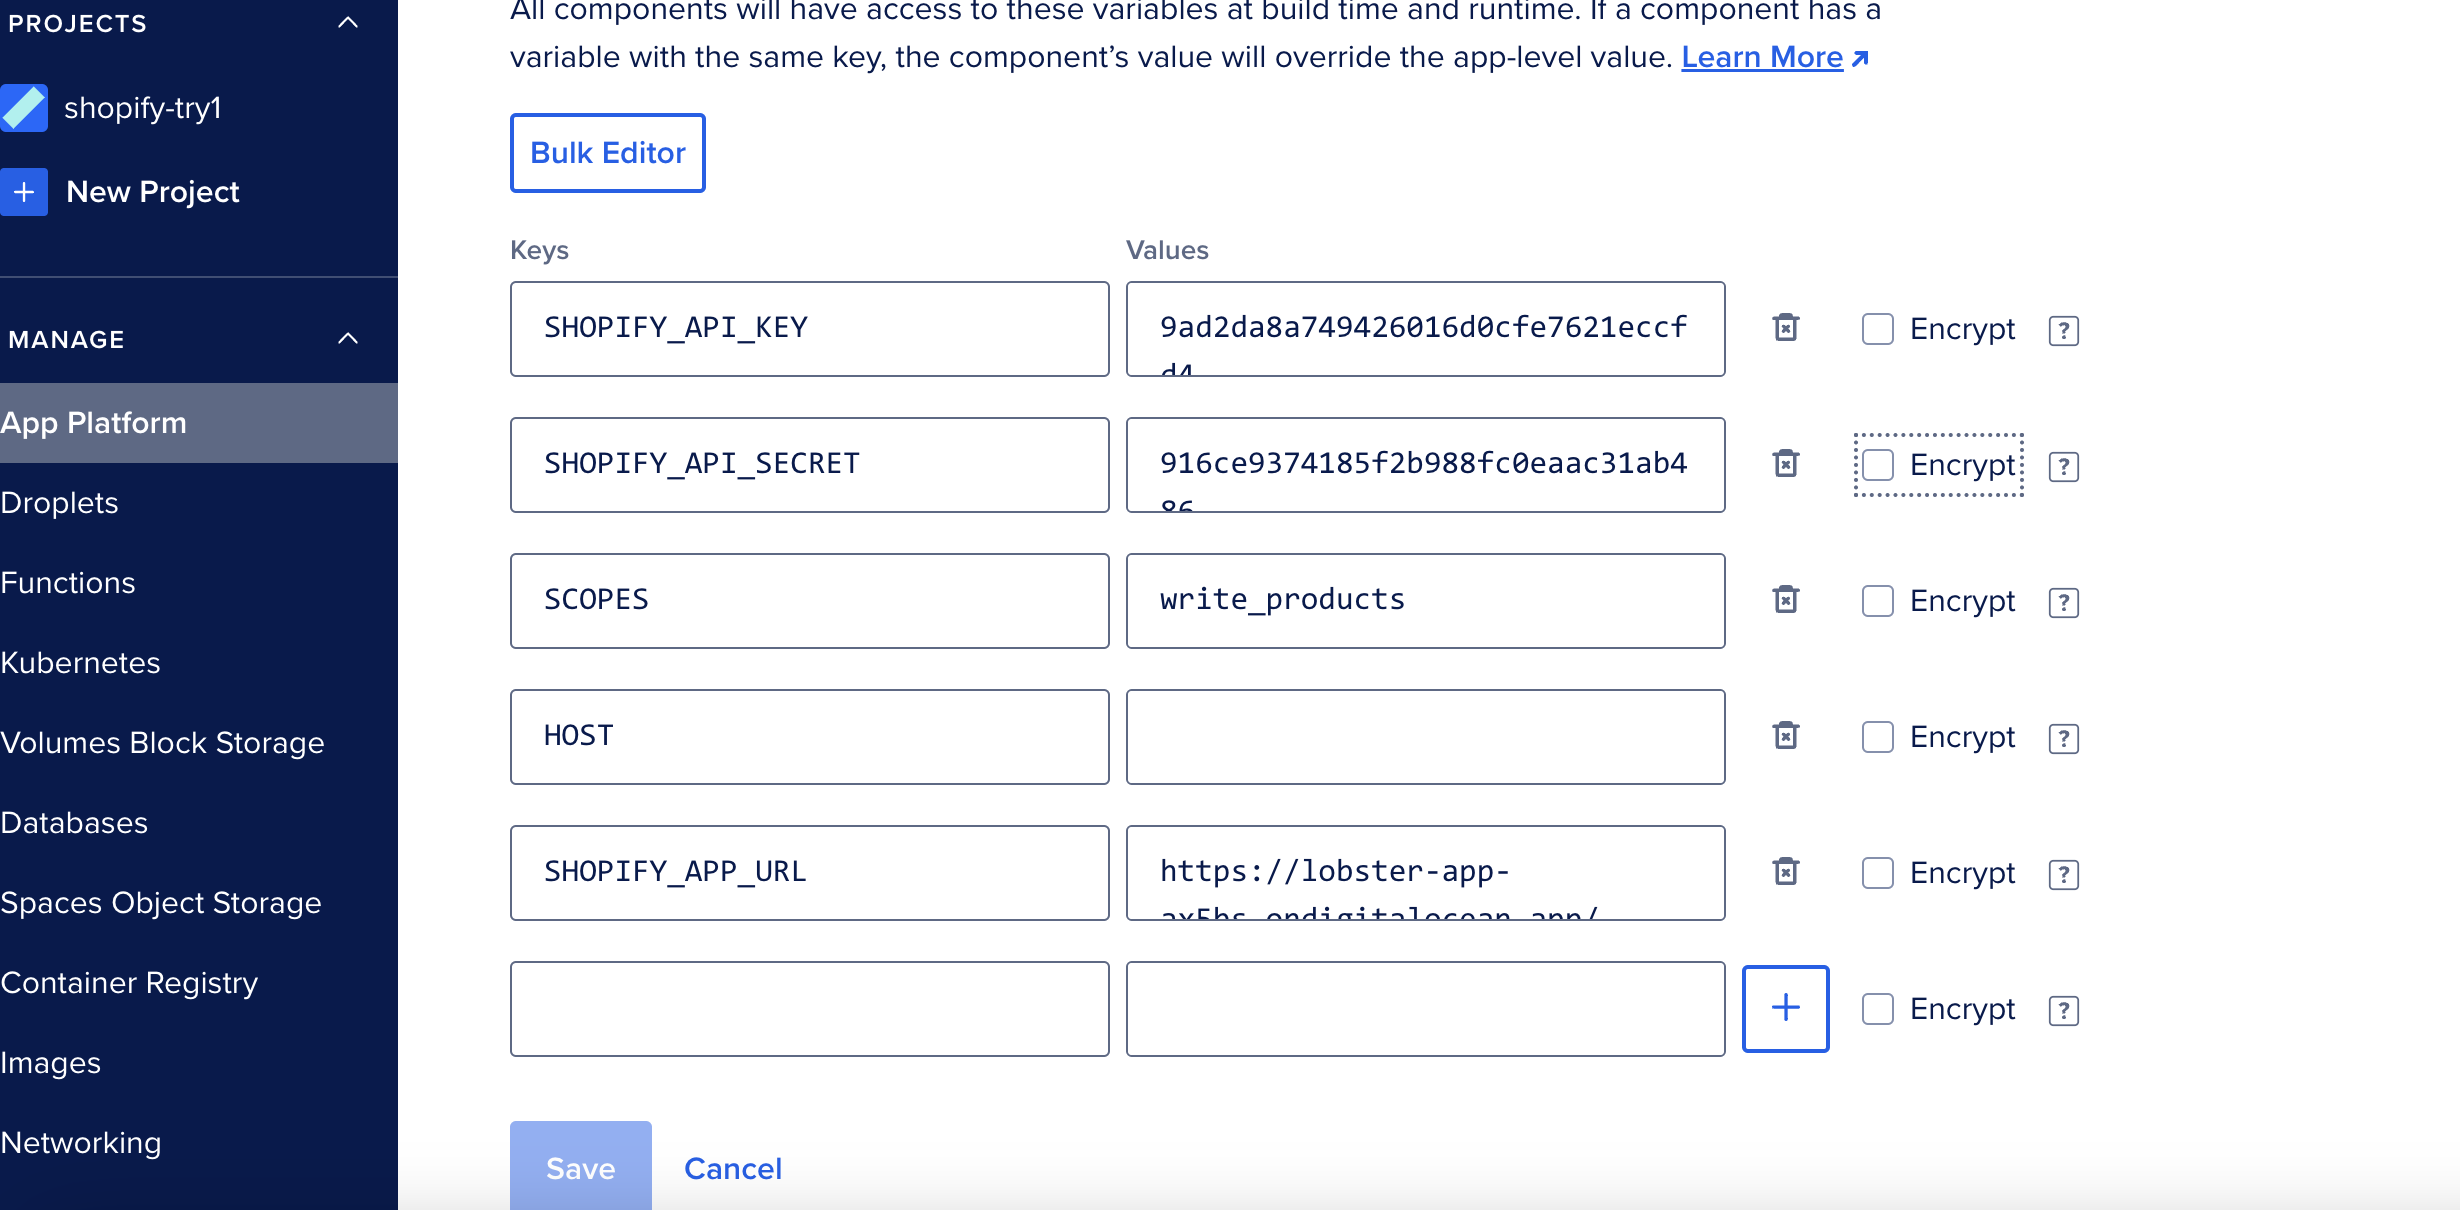 PROJECTS
shopify-try1
New Project
MANAGE
App Platform
Droplets
Functions
Kubernetes
Volumes Block Storage
Databases
Spaces Object Storage
Container Registry
Images
Networking
All components will have access to these variables at build time and runtime. If a component has a
variable with the same key, the component’s value will override the app-level value. Learn More
Bulk Editor
Keys Values
SHOPIFY_API_KEY 9ad2da8a749426016d0cfe7621eccf Encrypt ?
d4
SHOPIFY_API_SECRET 916ce9374185f2b988fc0eaac31ab4 Encrypt ?
86
SCOPES write_products Encrypt ?
HOST Encrypt ?
SHOPIFY_APP_URL https://lobster-app- Encrypt ?
ondigitalocean.app/
+ Encrypt ?
Save Cancel